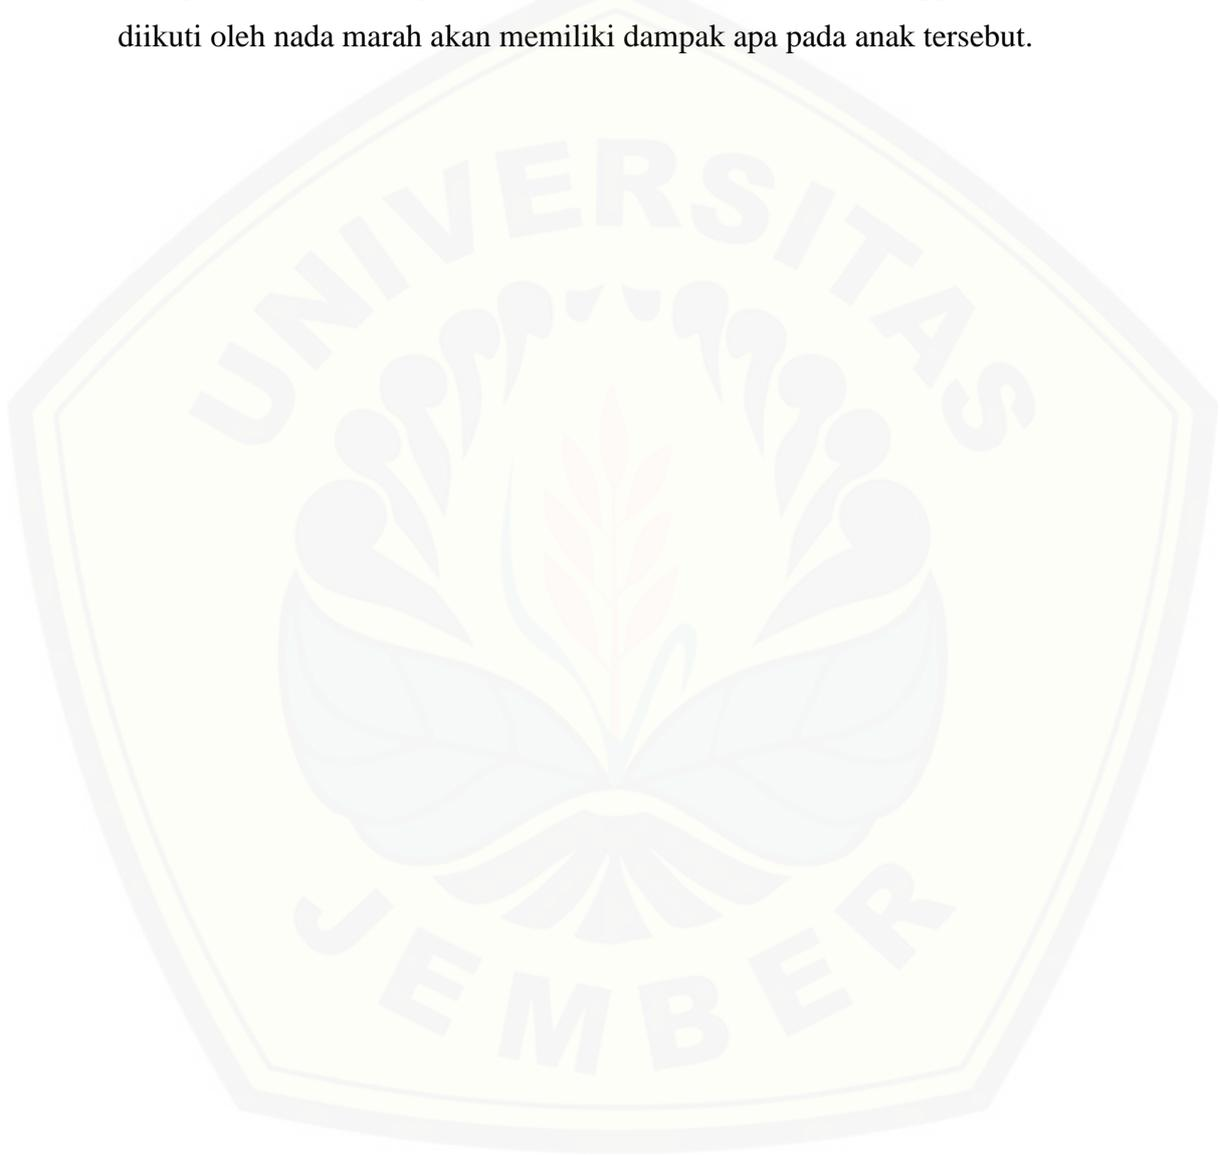 diikuti oleh nada marah akan memiliki dampak apa pada anak tersebut.
UNIVERSITAS
JEMBER